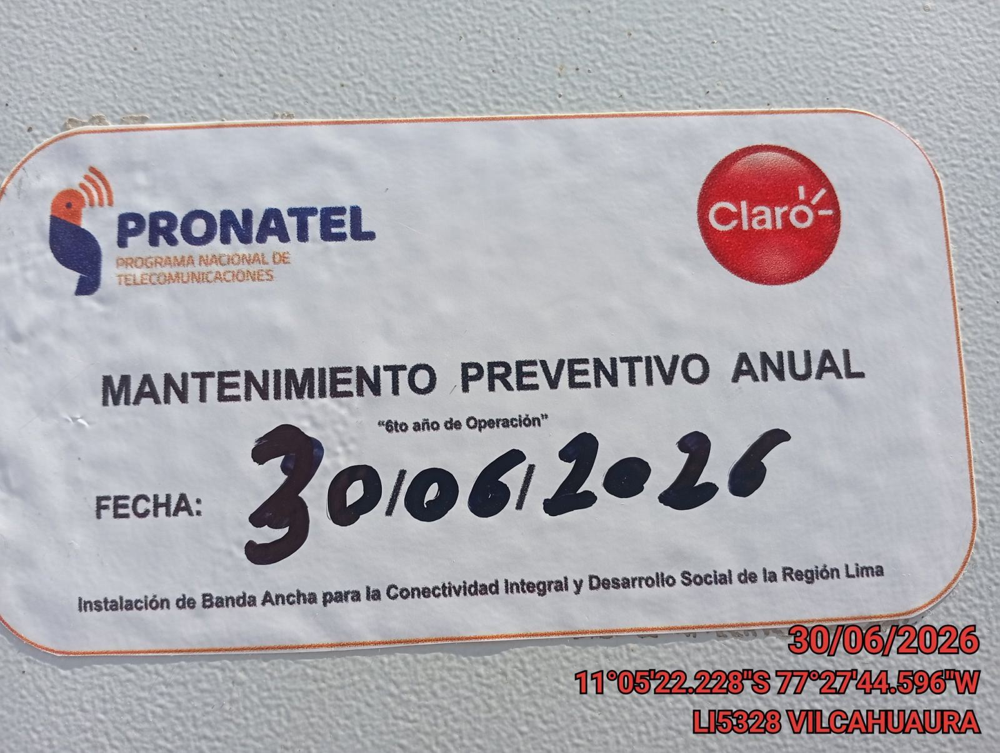 PRONATEL
PROGRAMA NACIONAL DE
TELECOMUNICACIONES
Claro
MANTENIMIENTO PREVENTIVO ANUAL
“6to año de Operación”
FECHA: 30/06/2026
Instalación de Banda Ancha para la Conectividad Integral y Desarrollo Social de la Región Lima
30/06/2026
11°05'22.228"S 77°27'44.596"W
LI5328 VILCAHUAURA